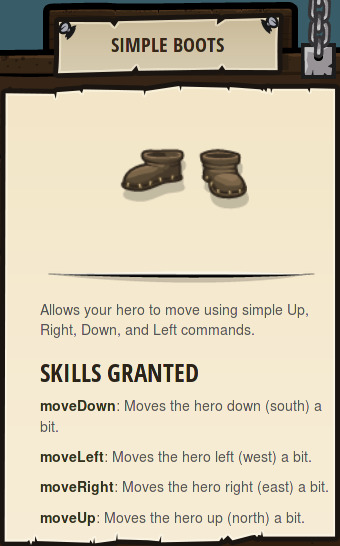 SIMPLE BOOTS
Allows your hero to move using simple Up,
Right, Down, and Left commands.
SKILLS GRANTED
moveDown: Moves the hero down (south) a
bit.
moveLeft: Moves the hero left (west) a bit.
moveRight: Moves the hero right (east) a bit.
moveUp: Moves the hero up (north) a bit.